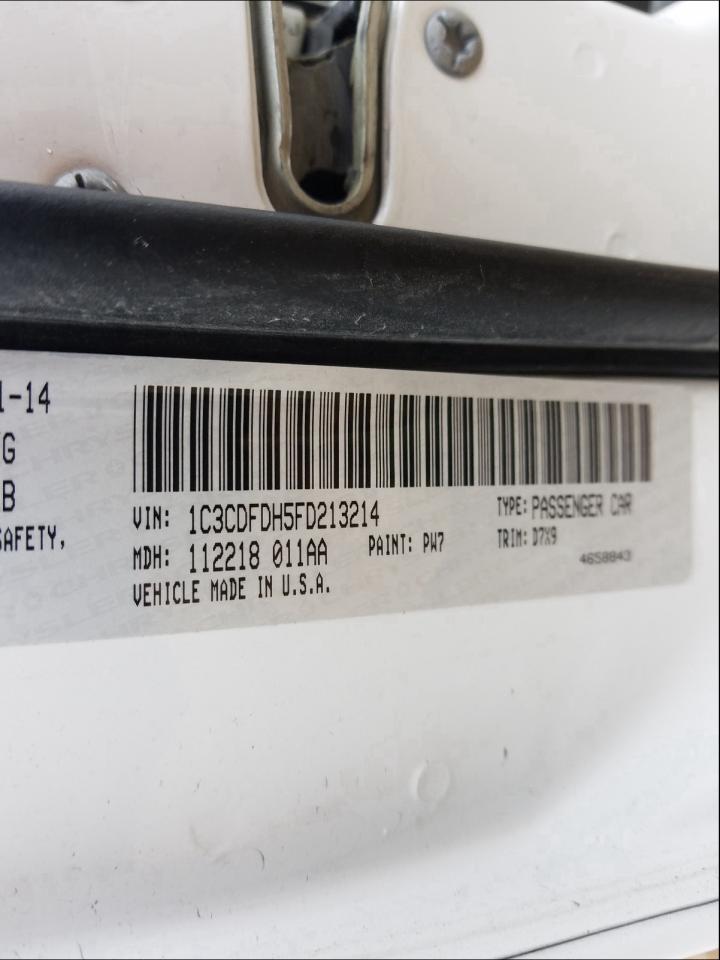 1-14
G
B
SAFETY,
VIN: 1C3CDFDH5FD213214 TYPE: PASSENGER CAR
MDH: 112218 011AA PAINT: PW7 TRIM: D7X9
VEHICLE MADE IN U.S.A. 4658843